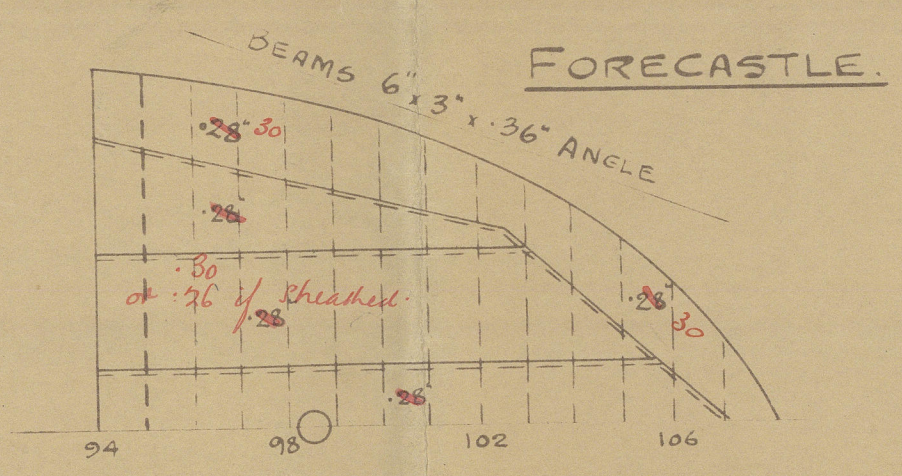 FORECASTLE.
BEAMS 6" x 3" x .36" ANGLE
.28" 30
.28"
.30
or .26 if sheathed.
.28
.28" 30
.28"
94 98 102 106